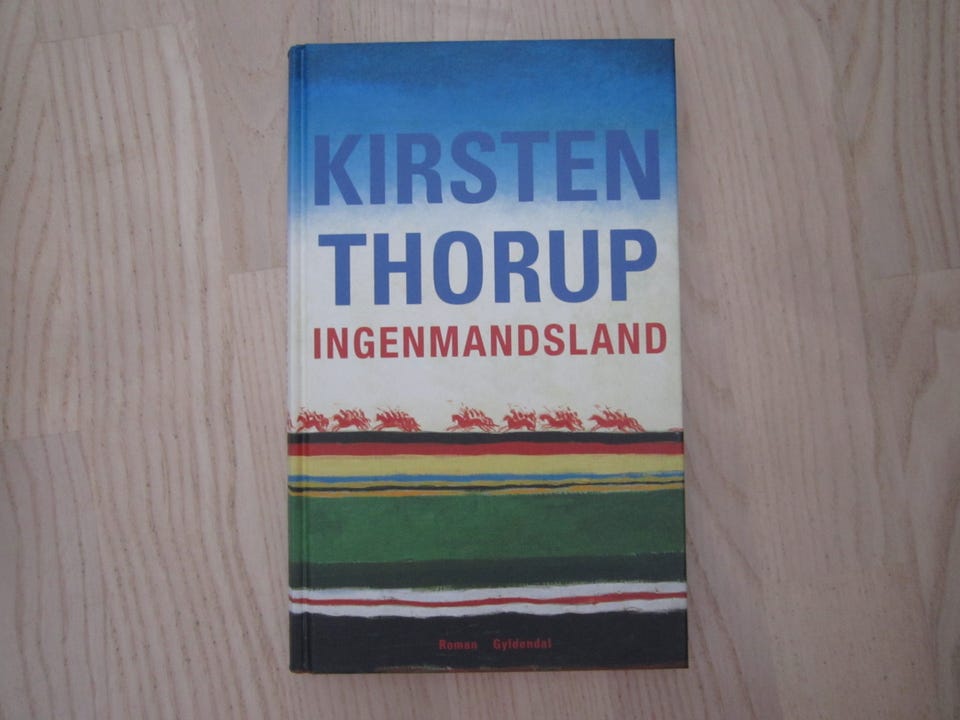 KIRSTEN
THORUP
INGENMANDSLAND
Roman Gyldendal